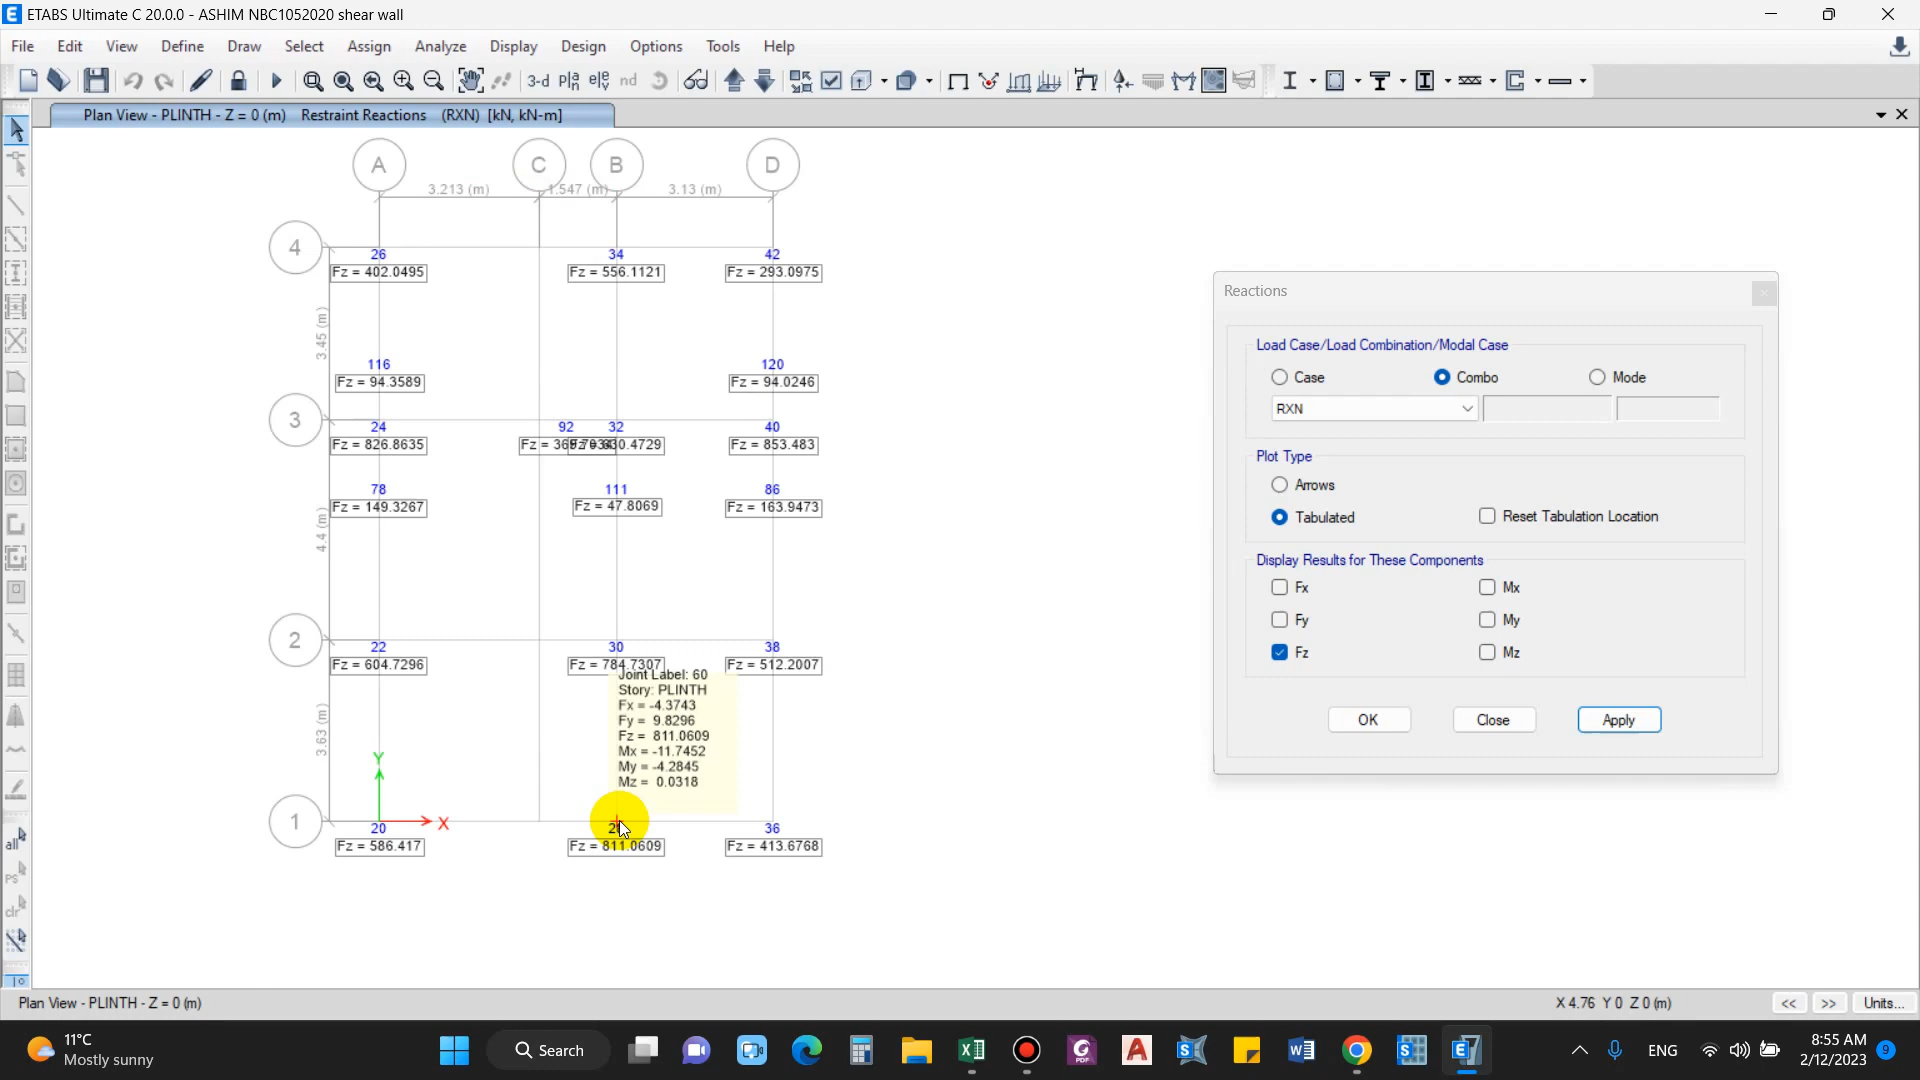 ETABS Ultimate C 20.0.0 - ASHIM NBC1052020 shear wall
File Edit View Define Draw Select Assign Analyze Display Design Options Tools Help
3-d
nd
Plan View - PLINTH - Z = 0 (m) Restraint Reactions (RXN) [kN, kN-m]
A C B D
3.213 (m) 1.547 (m) 3.13 (m)
4
26 34 42
Fz = 402.0495 Fz = 556.1121 Fz = 293.0975
3.45 (m)
116 120
Fz = 94.3589 Fz = 94.0246
3
24 92 32 40
Fz = 826.8635 Fz = 853.483
78 111 86
Fz = 149.3267 Fz = 47.8069 Fz = 163.9473
4.4 (m)
2
22 30 38
Fz = 604.7296 Fz = 784.7307 Fz = 512.2007
Joint Label: 60
Story: PLINTH
Fx = -4.3743
Fy = 9.8296
Fz = 811.0609
Mx = -11.7452
My = -4.2845
Mz = 0.0318
3.63 (m)
Y
X
1
20 36
Fz = 586.417 Fz = 811.0609 Fz = 413.6768
Reactions
Load Case/Load Combination/Modal Case
Case Combo Mode
RXN
Plot Type
Arrows
Tabulated Reset Tabulation Location
Display Results for These Components
Fx Mx
Fy My
Fz Mz
OK Close Apply
all
ps
clr
Plan View - PLINTH - Z = 0 (m) X 4.76 Y 0 Z 0 (m) << >> Units...
11°C
Mostly sunny
Search
ENG
8:55 AM
2/12/2023
9